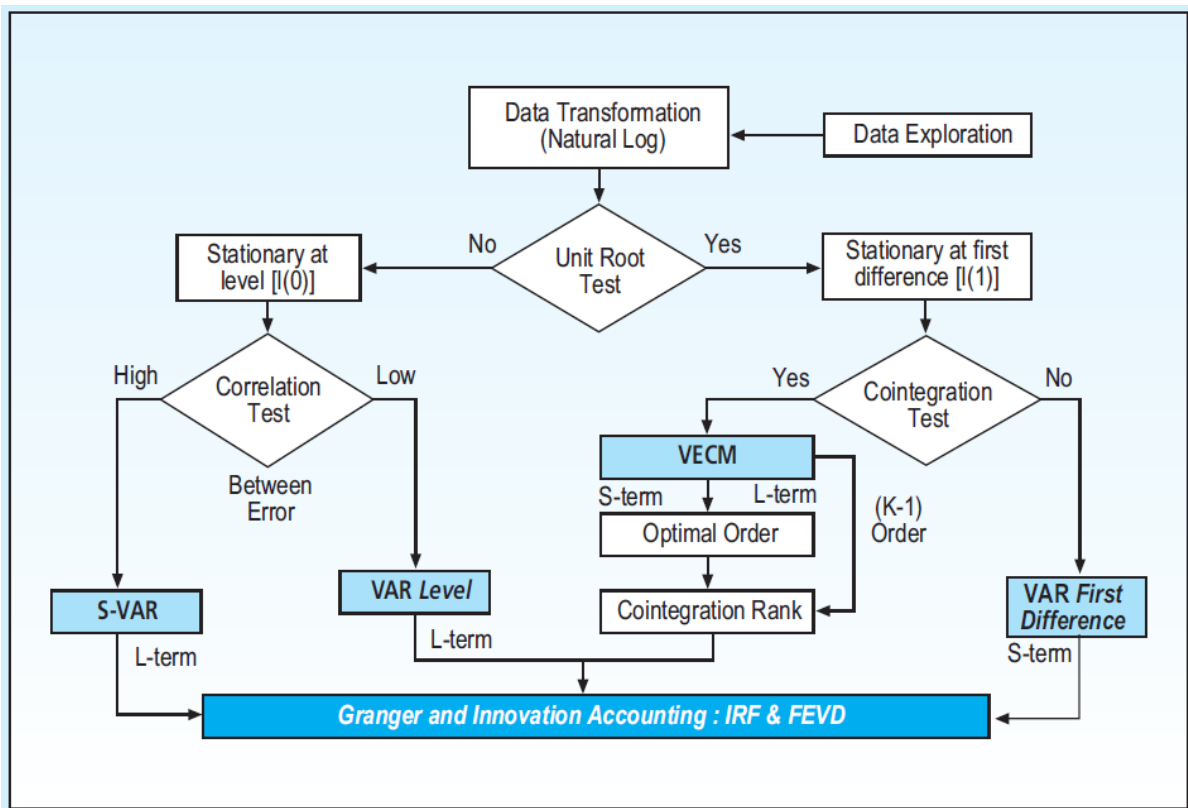 Data Transformation
(Natural Log)
Data Exploration
No
Unit Root
Test
Yes
Stationary at
level [I(0)]
Stationary at first
difference [I(1)]
High
Correlation
Test
Low
Between
Error
Yes
Cointegration
Test
No
VECM
S-term
L-term
(K-1)
Order
Optimal Order
S-VAR
L-term
VAR Level
L-term
Cointegration Rank
VAR First
Difference
S-term
Granger and Innovation Accounting : IRF & FEVD